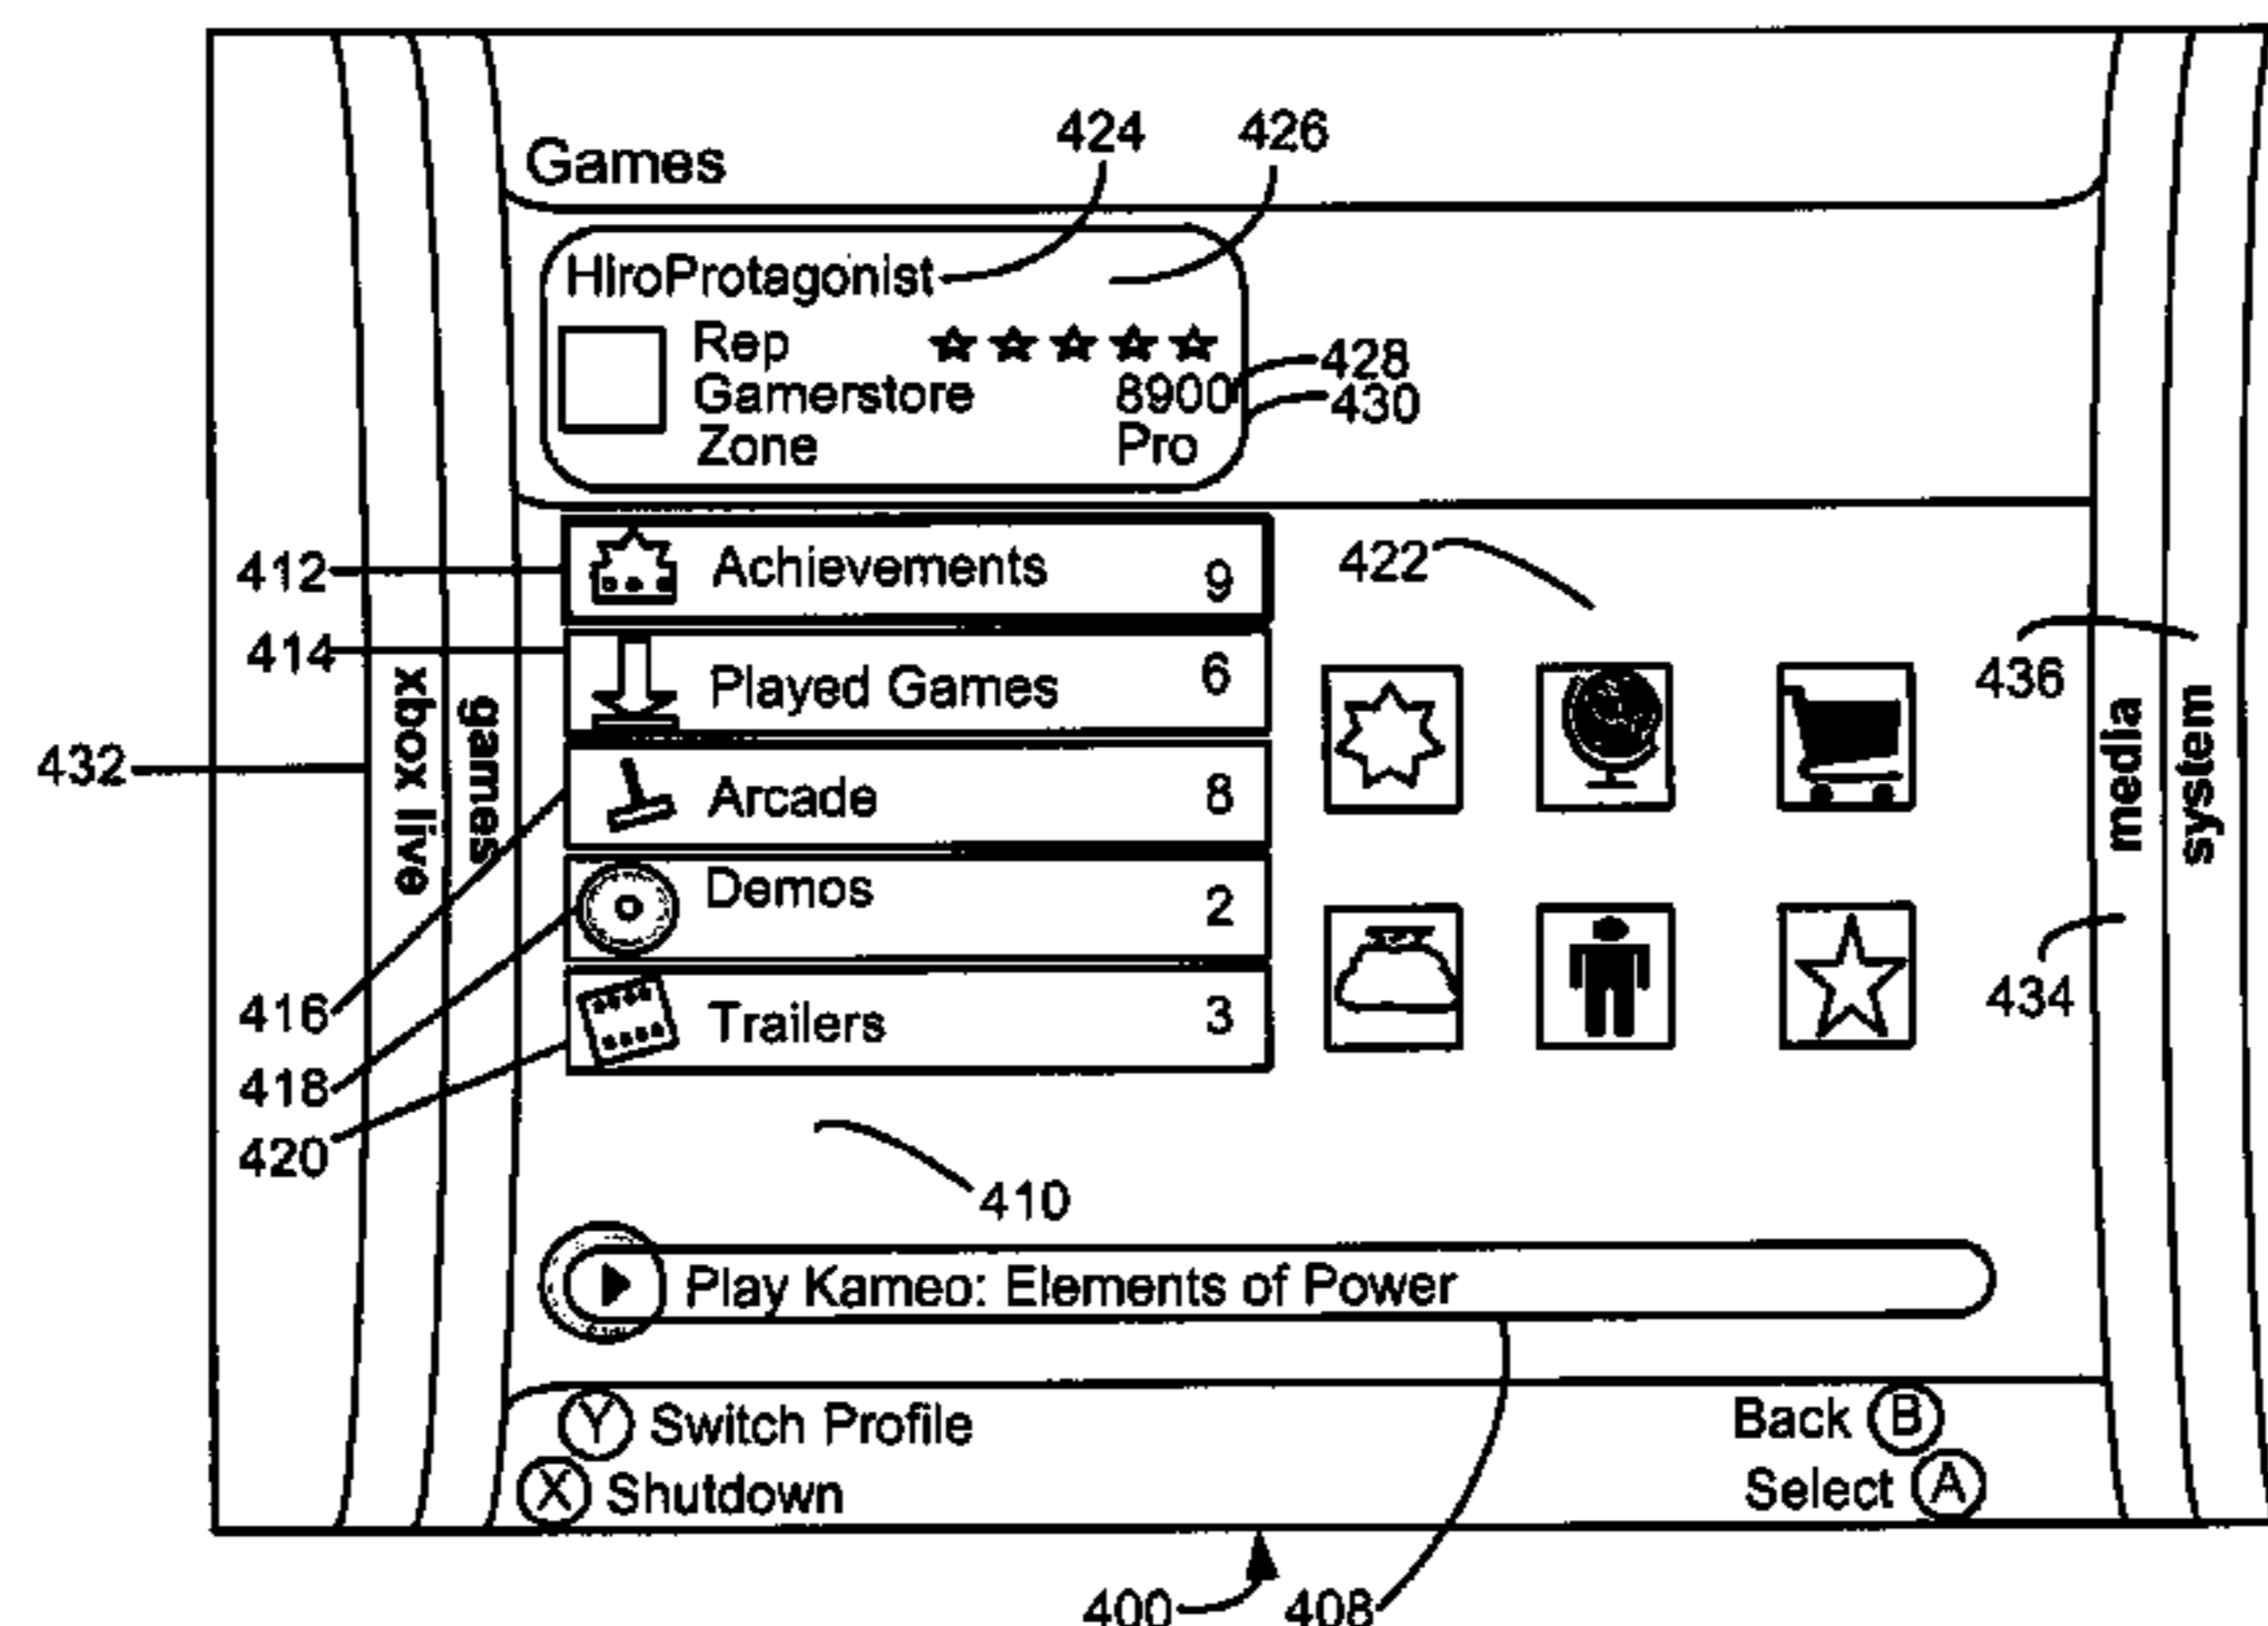 424 426
Games
HiroProtagonist
Rep
428
Gamerstore 8900
430
Zone Pro
412 Achievements 9
422
414 Played Games 6
436
432 xbox live games
Arcade 8
media system
Demos 2
434
416 Trailers 3
418
420
410
Play Kameo: Elements of Power
Y Switch Profile Back B
X Shutdown Select A
400 408